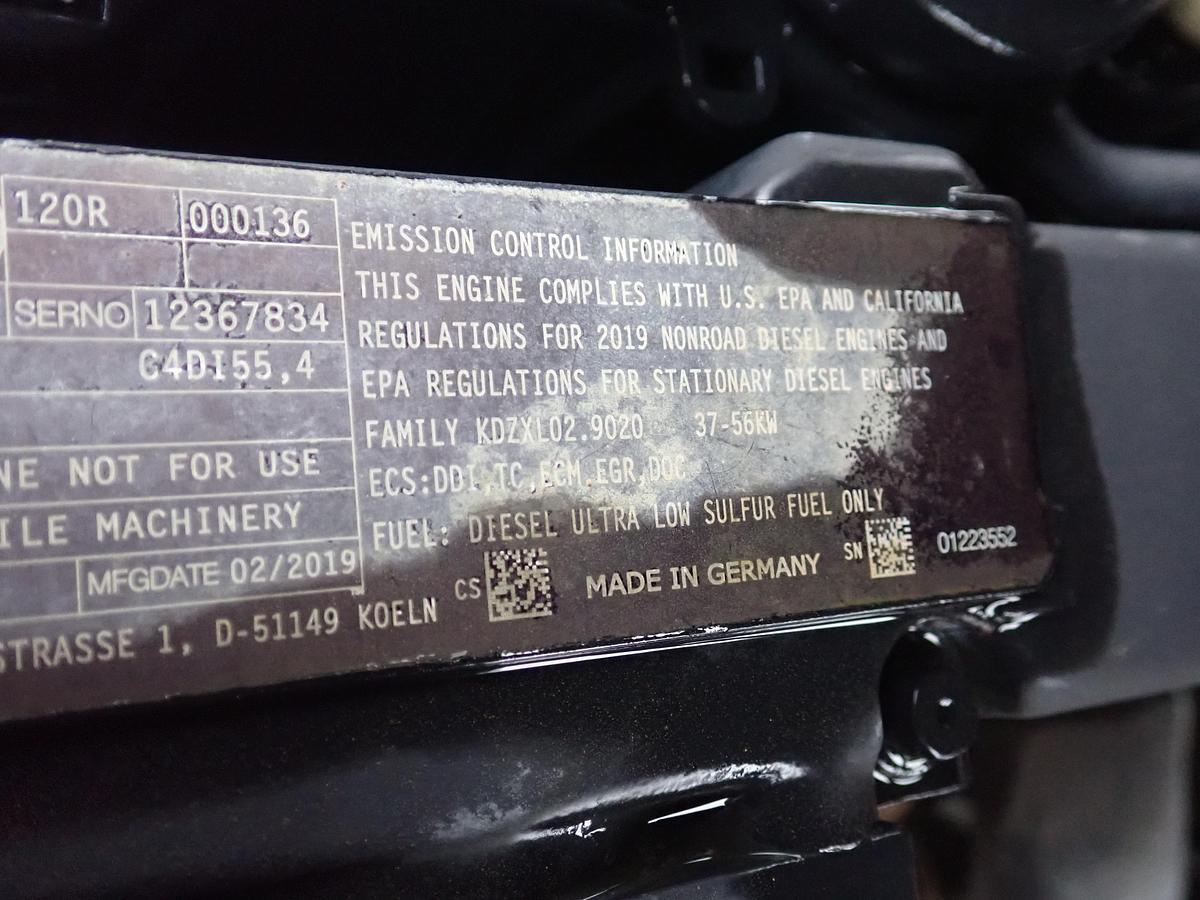 120R 000136
SERNO 12367834
C4DI55,4
NE NOT FOR USE
ILE MACHINERY
MFGDATE 02/2019
STRASSE 1, D-51149 KOELN
EMISSION CONTROL INFORMATION
THIS ENGINE COMPLIES WITH U.S. EPA AND CALIFORNIA
REGULATIONS FOR 2019 NONROAD DIESEL ENGINES AND
EPA REGULATIONS FOR STATIONARY DIESEL ENGINES
FAMILY KDZXL02.9020 37-56KW
ECS:DDI,TC,ECM,EGR,DOC
FUEL: DIESEL ULTRA LOW SULFUR FUEL ONLY
CS MADE IN GERMANY SN 01223552